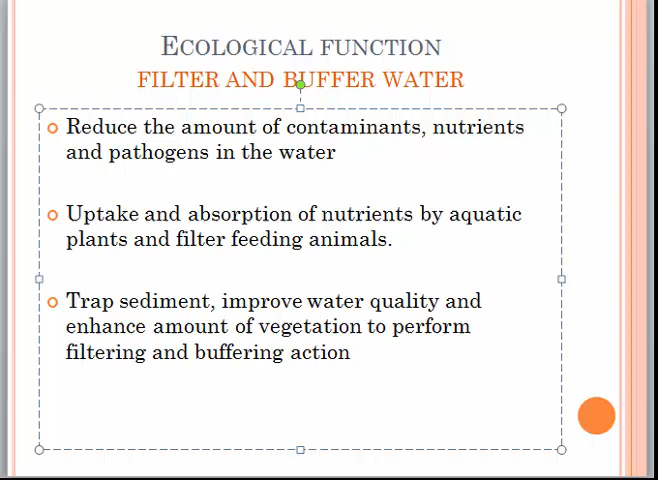 ECOLOGICAL FUNCTION
FILTER AND BUFFER WATER
Reduce the amount of contaminants, nutrients
and pathogens in the water
Uptake and absorption of nutrients by aquatic
plants and filter feeding animals.
Trap sediment, improve water quality and
enhance amount of vegetation to perform
filtering and buffering action